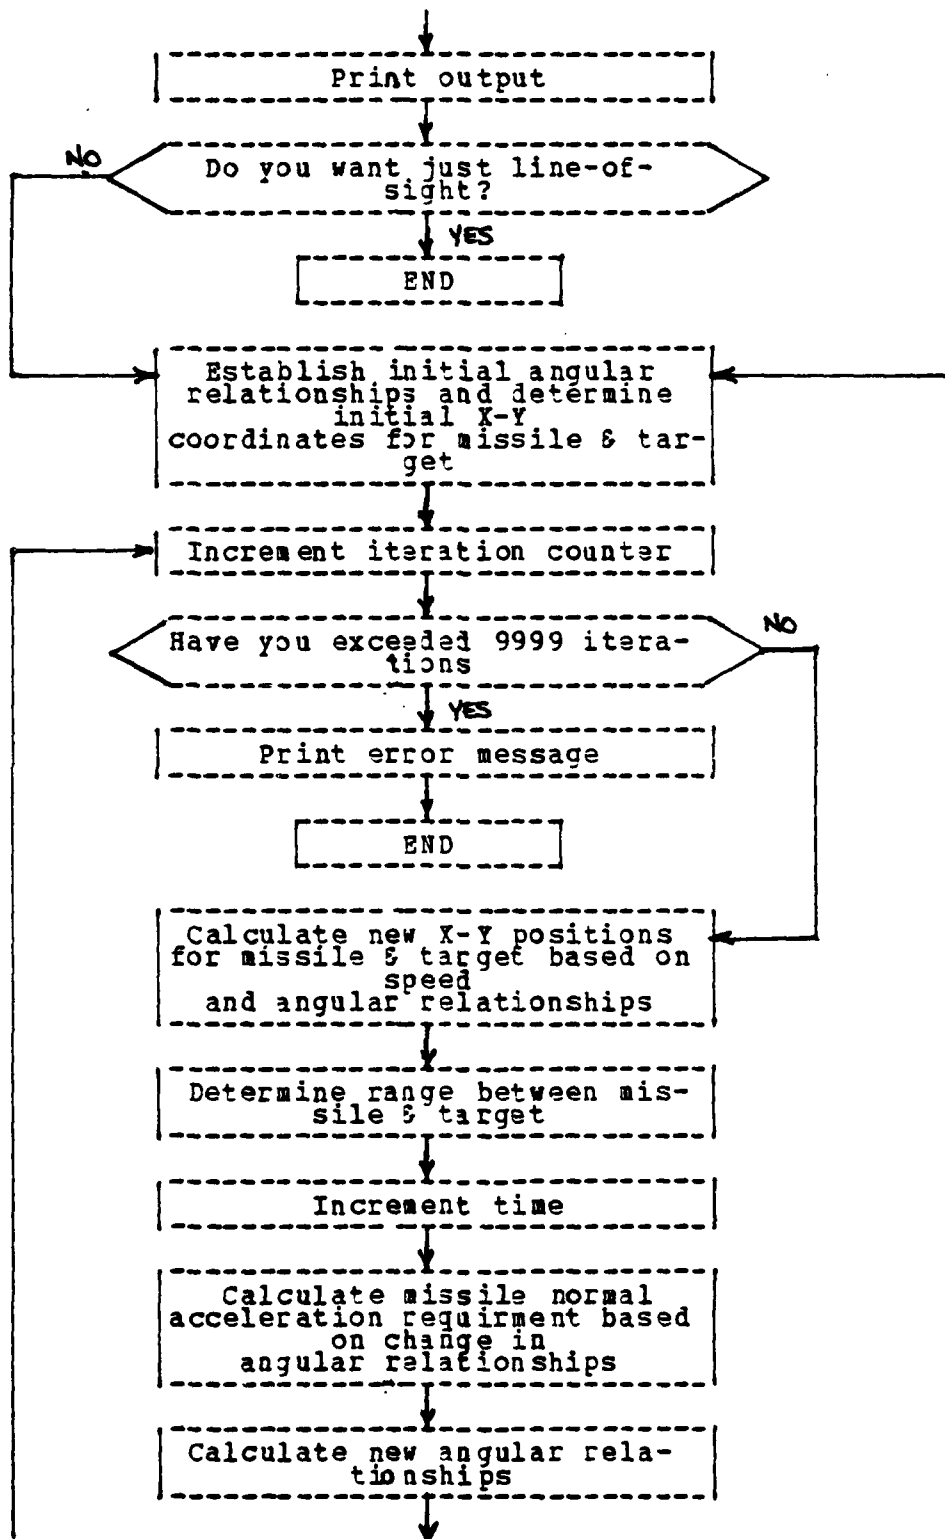 Print output
NO
Do you want just line-of-
sight?
YES
END
Establish initial angular
relationships and determine
initial X-Y
coordinates for missile & tar-
get
Increment iteration counter
NO
Have you exceeded 9999 itera-
tions
YES
Print error message
END
Calculate new X-Y positions
for missile & target based on
speed
and angular relationships
Determine range between mis-
sile & target
Increment time
Calculate missile normal
acceleration requirment based
on change in
angular relationships
Calculate new angular rela-
tionships